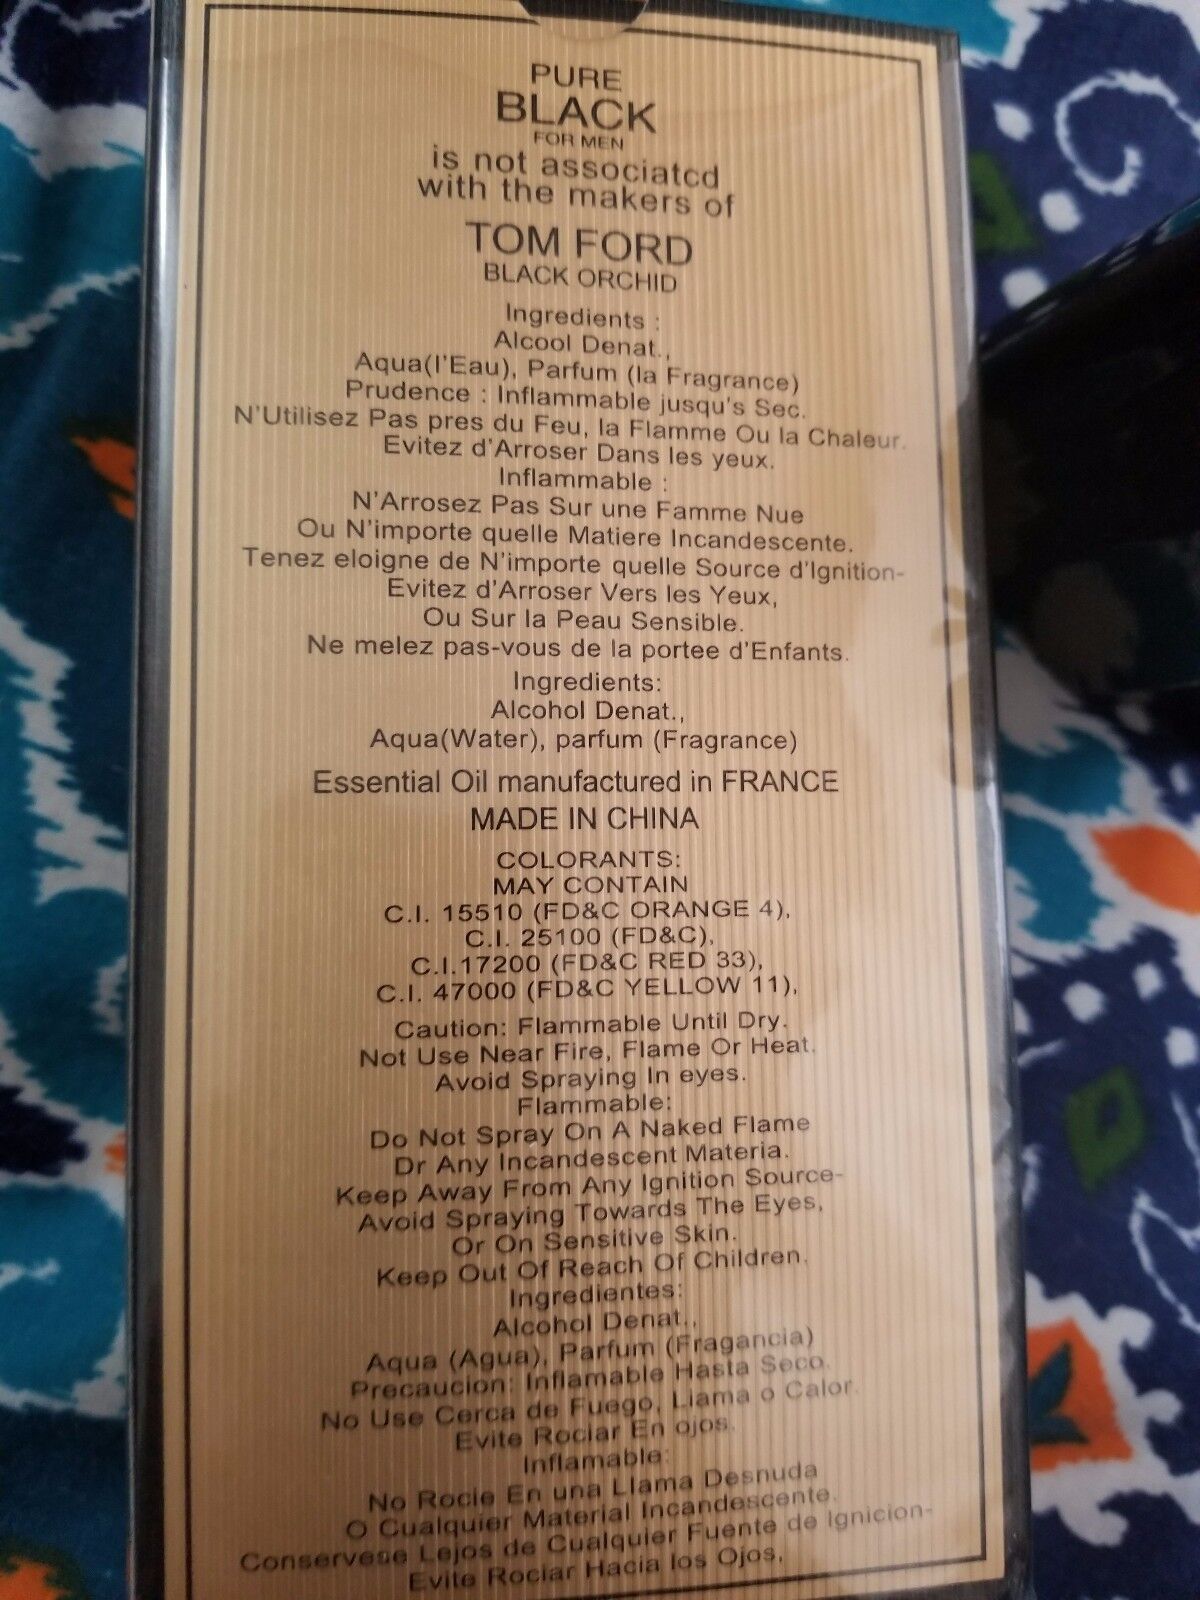 PURE
BLACK
FOR MEN
is not associatcd
with the makers of
TOM FORD
BLACK ORCHID
Ingredients :
Alcool Denat.,
Aqua(l'Eau), Parfum (la Fragrance)
Prudence : Inflammable jusqu's Sec.
N'Utilisez Pas pres du Feu, la Flamme Ou la Chaleur.
Evitez d'Arroser Dans les yeux.
Inflammable :
N'Arrosez Pas Sur une Famme Nue
Ou N'importe quelle Matiere Incandescente.
Tenez eloigne de N'importe quelle Source d'Ignition-
Evitez d'Arroser Vers les Yeux,
Ou Sur la Peau Sensible.
Ne melez pas-vous de la portee d'Enfants.
Ingredients:
Alcohol Denat.,
Aqua(Water), parfum (Fragrance)
Essential Oil manufactured in FRANCE
MADE IN CHINA
COLORANTS:
MAY CONTAIN
C.I. 15510 (FD&C ORANGE 4),
C.I. 25100 (FD&C),
C.I.17200 (FD&C RED 33),
C.I. 47000 (FD&C YELLOW 11),
Caution: Flammable Until Dry.
Not Use Near Fire, Flame Or Heat.
Avoid Spraying In eyes.
Flammable:
Do Not Spray On A Naked Flame
Dr Any Incandescent Materia.
Keep Away From Any Ignition Source-
Avoid Spraying Towards The Eyes,
Or On Sensitive Skin.
Keep Out Of Reach Of Children.
Ingredientes:
Alcohol Denat.,
Aqua (Agua), Parfum (Fragancia)
Precaucion: Inflamable Hasta Seco.
No Use Cerca de Fuego, Llama o Calor.
Evite Rociar En ojos.
Inflamable:
No Rocie En una Llama Desnuda
O Cualquier Material Incandescente.
Conservese Lejos de Cualquier Fuente de Ignicion-
Evite Rociar Hacia los Ojos,